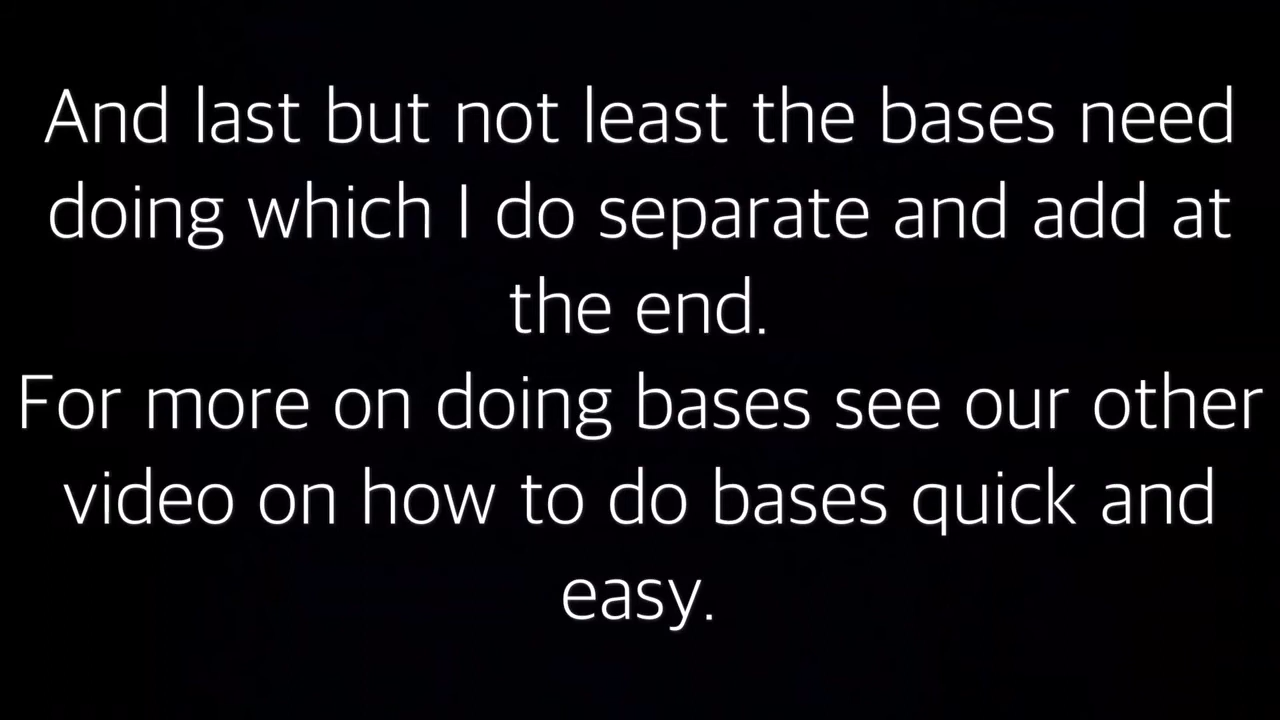 And last but not least the bases need
doing which I do separate and add at
the end.
For more on doing bases see our other
video on how to do bases quick and
easy.